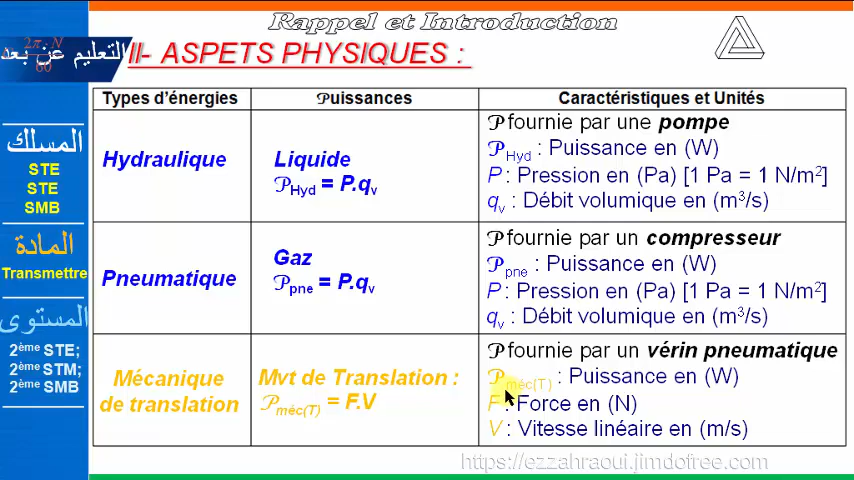 Rappel et Introduction
التعليم عن بعد
II- ASPETS PHYSIQUES :
المسلك
STE
STE
SMB
المادة
Transmettre
المستوى
2ème STE;
2ème STM;
2ème SMB
Types d'énergies
Puissances
Caractéristiques et Unités
Hydraulique
Liquide
𝒫Hyd = P.qv
𝒫 fournie par une pompe
𝒫Hyd : Puissance en (W)
P : Pression en (Pa) [1 Pa = 1 N/m²]
qv : Débit volumique en (m³/s)
Pneumatique
Gaz
𝒫pne = P.qv
𝒫 fournie par un compresseur
𝒫pne : Puissance en (W)
P : Pression en (Pa) [1 Pa = 1 N/m²]
qv : Débit volumique en (m³/s)
Mécanique
de translation
Mvt de Translation :
𝒫méc(T) = F.V
𝒫 fournie par un vérin pneumatique
𝒫méc(T) : Puissance en (W)
F : Force en (N)
V : Vitesse linéaire en (m/s)
https://ezzahraoui.jimdofree.com